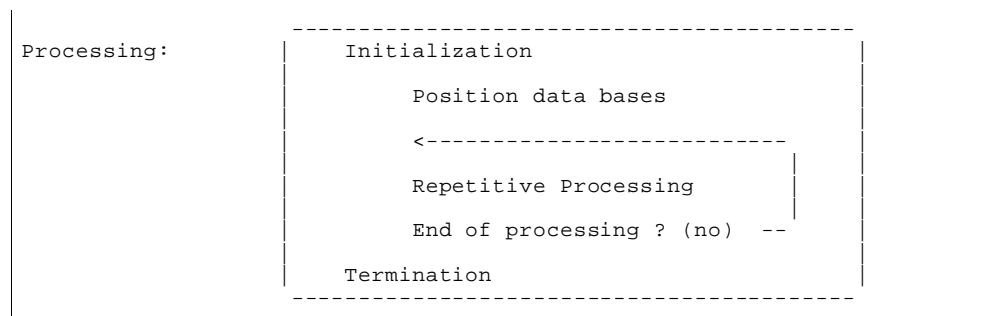 Processing: Initialization
Position data bases
<---------------------------
Repetitive Processing
End of processing ? (no) --
Termination